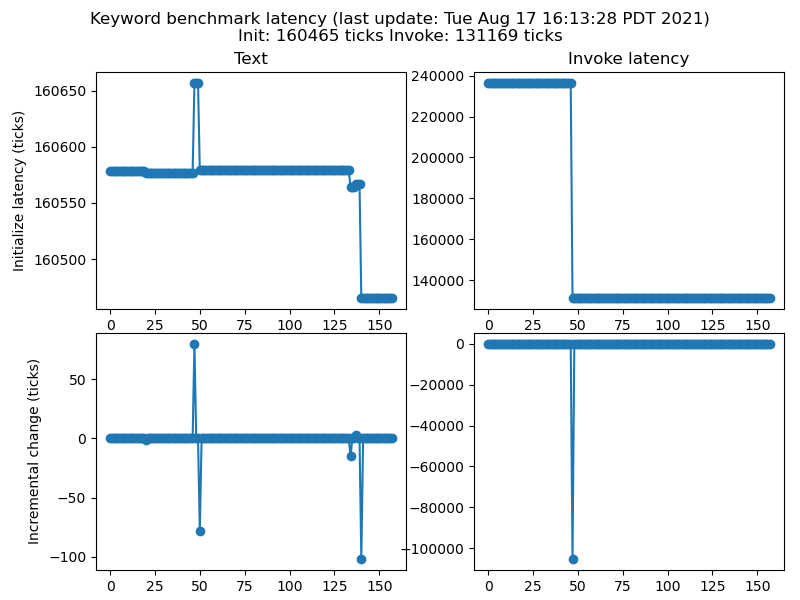 Keyword benchmark latency (last update: Tue Aug 17 16:13:28 PDT 2021)
Init: 160465 ticks Invoke: 131169 ticks
Text
Invoke latency
Initialize latency (ticks)
160650
160600
160550
160500
0 25 50 75 100 125 150
240000
220000
200000
180000
160000
140000
0 25 50 75 100 125 150
Incremental change (ticks)
50
0
−50
−100
0 25 50 75 100 125 150
0
−20000
−40000
−60000
−80000
−100000
0 25 50 75 100 125 150